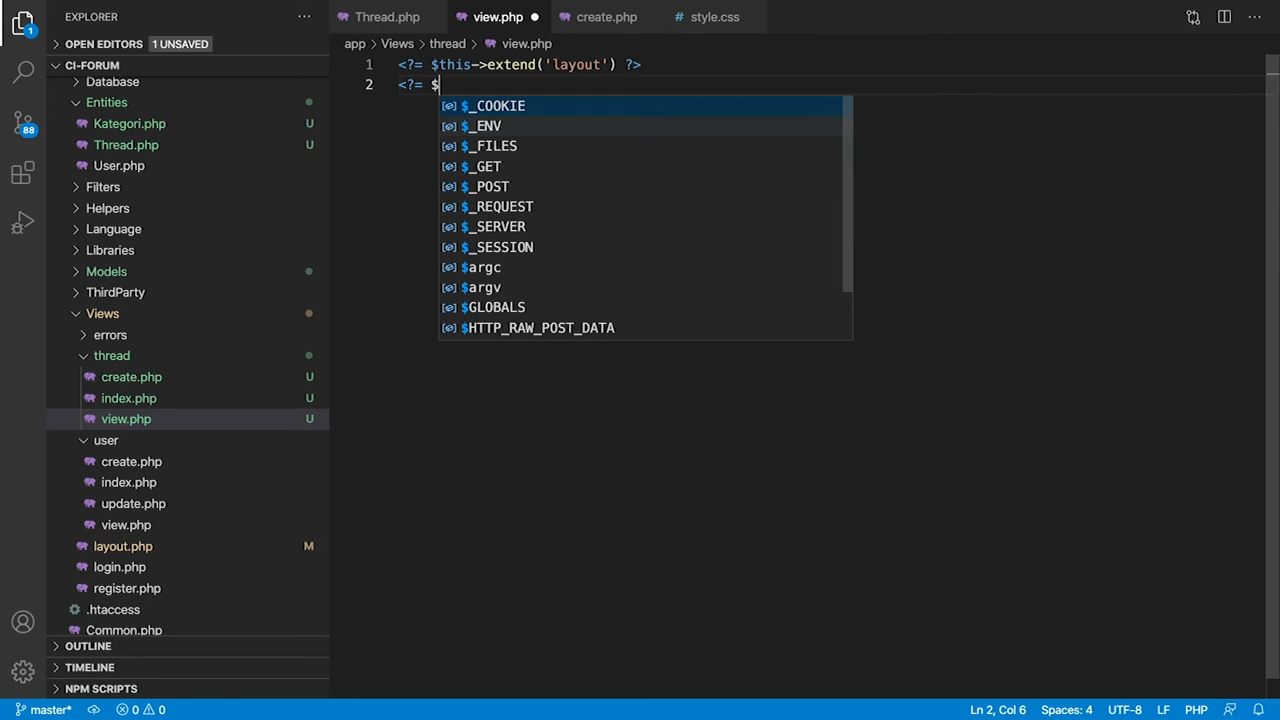 EXPLORER
Thread.php
view.php
create.php
# style.css
OPEN EDITORS 1 UNSAVED
CI-FORUM
app > Views > thread > view.php
Database
Entities
Kategori.php U
Thread.php U
User.php
Filters
Helpers
Language
Libraries
Models
ThirdParty
Views
errors
thread
create.php U
index.php U
view.php U
user
create.php
index.php
update.php
view.php
layout.php M
login.php
register.php
.htaccess
Common.php
OUTLINE
TIMELINE
NPM SCRIPTS
1
88
1 <?= $this->extend('layout') ?>
2 <?= $
$_COOKIE
$_ENV
$_FILES
$_GET
$_POST
$_REQUEST
$_SERVER
$_SESSION
$argc
$argv
$GLOBALS
$HTTP_RAW_POST_DATA
master* 0 0 Ln 2, Col 6 Spaces: 4 UTF-8 LF PHP